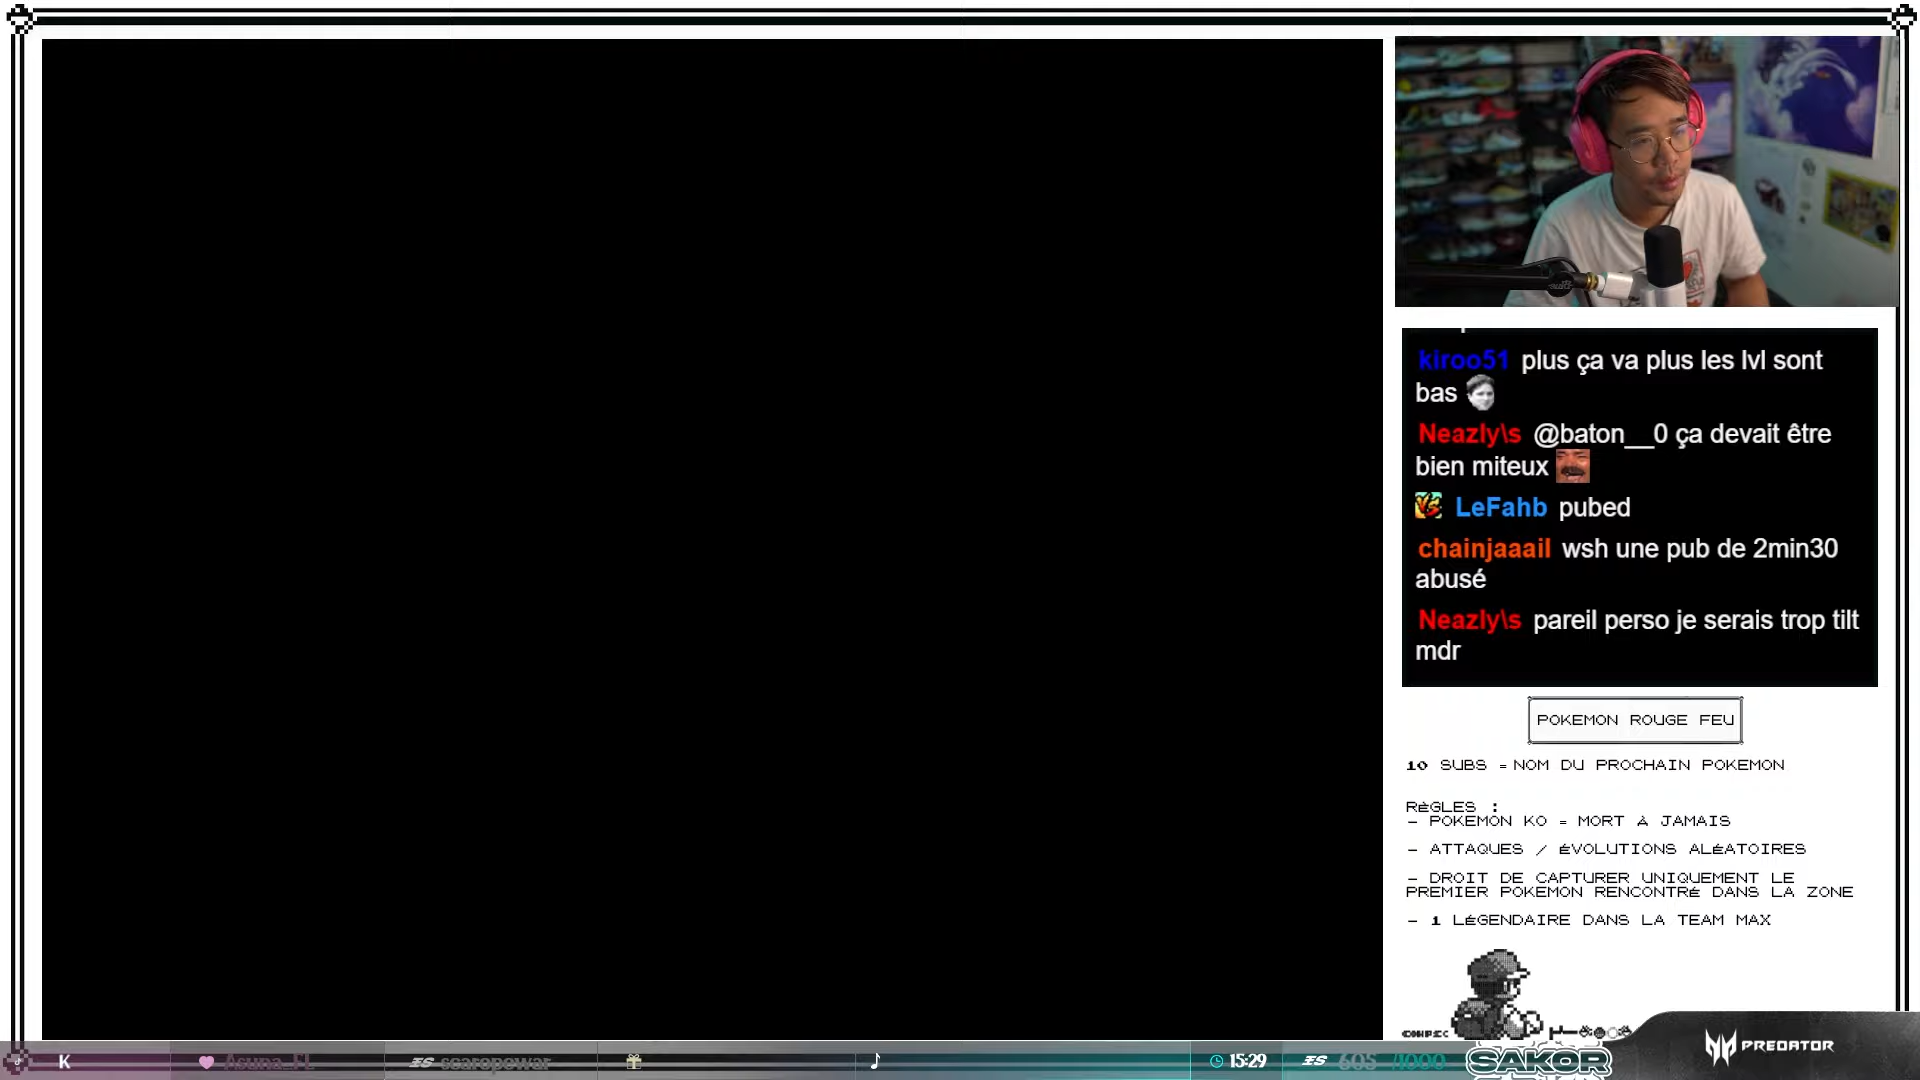 kiroo51 plus ça va plus les lvl sont
bas
Neazly\s @baton__0 ça devait être
bien miteux
LeFahb pubed
chainjaaail wsh une pub de 2min30
abusé
Neazly\s pareil perso je serais trop tilt
mdr
POKEMON ROUGE FEU
10 SUBS = NOM DU PROCHAIN POKEMON
RÈGLES :
- POKEMON KO = MORT À JAMAIS
- ATTAQUES / ÉVOLUTIONS ALÉATOIRES
- DROIT DE CAPTURER UNIQUEMENT LE
PREMIER POKEMON RENCONTRÉ DANS LA ZONE
- 1 LÉGENDAIRE DANS LA TEAM MAX
K
15:29
605 /1000
SAKOR
PREDATOR